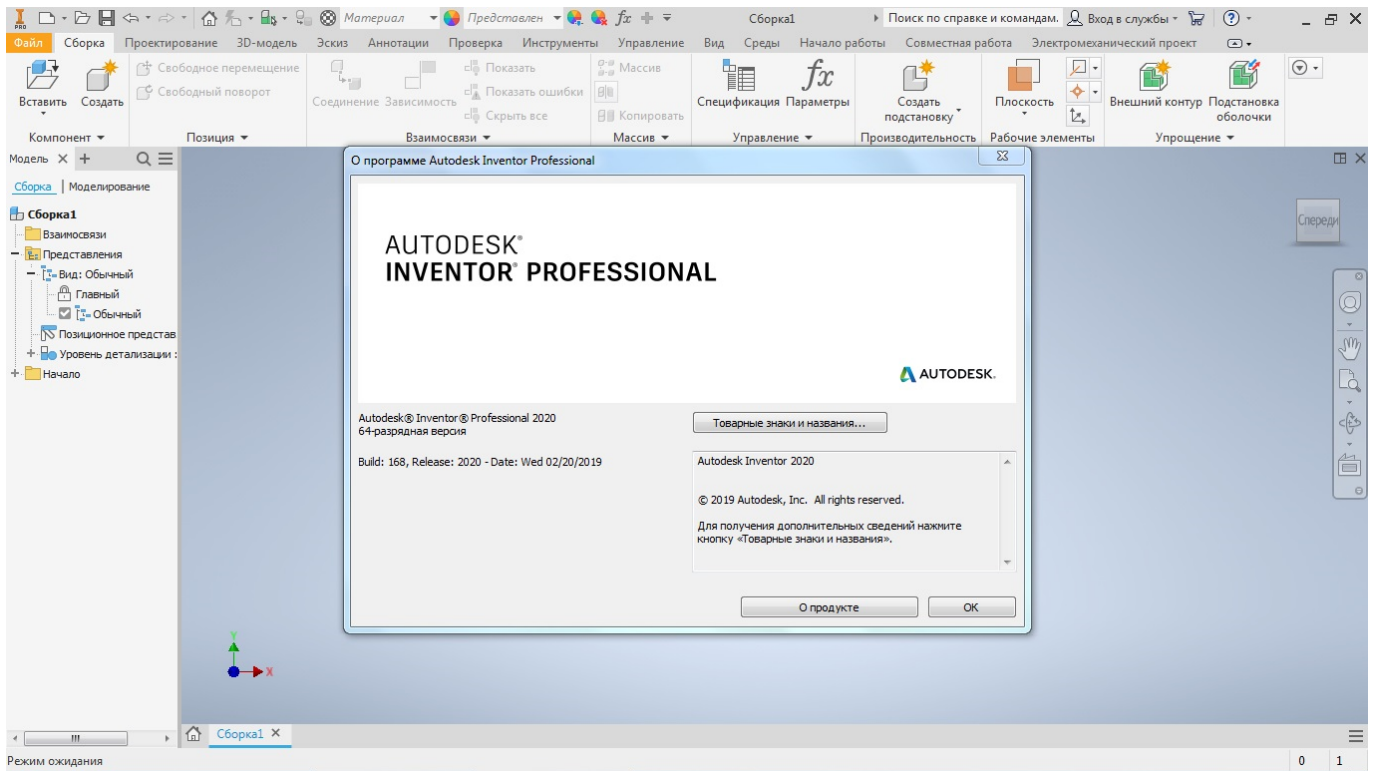 PRO
Материал
Представлен
fx
Сборка1
Поиск по справке и командам.
Вход в службы
Файл Сборка Проектирование 3D-модель Эскиз Аннотации Проверка Инструменты Управление Вид Среды Начало работы Совместная работа Электромеханический проект
Вставить
Создать
Свободное перемещение
Свободный поворот
Соединение
Зависимость
Показать
Показать ошибки
Скрыть все
Массив
Копировать
Спецификация
fx
Параметры
Создать
подстановку
Плоскость
Внешний контур
Подстановка
оболочки
Компонент Позиция Взаимосвязи Массив Управление Производительность Рабочие элементы Упрощение
Модель
Сборка | Моделирование
Сборка1
Взаимосвязи
Представления
Вид: Обычный
Главный
Обычный
Позиционное представ
Уровень детализации :
Начало
О программе Autodesk Inventor Professional
AUTODESK®
INVENTOR® PROFESSIONAL
AUTODESK.
Autodesk® Inventor® Professional 2020
64-разрядная версия
Build: 168, Release: 2020 - Date: Wed 02/20/2019
Товарные знаки и названия...
Autodesk Inventor 2020
© 2019 Autodesk, Inc. All rights reserved.
Для получения дополнительных сведений нажмите
кнопку «Товарные знаки и названия».
О продукте
ОК
Спереди
Y
X
Сборка1
Режим ожидания
0 1